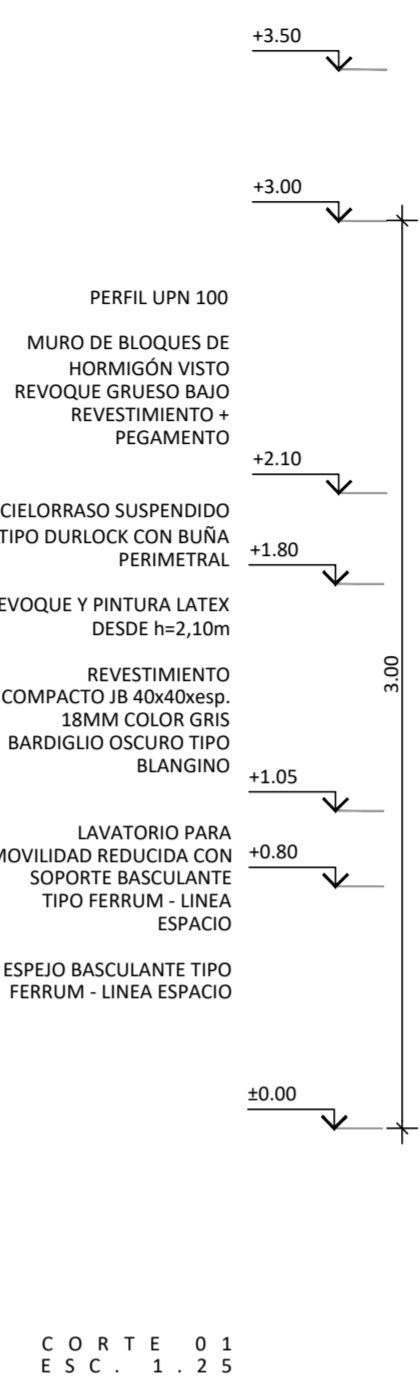 +3.50
+3.00
PERFIL UPN 100
MURO DE BLOQUES DE
HORMIGÓN VISTO
REVOQUE GRUESO BAJO
REVESTIMIENTO +
PEGAMENTO
+2.10
CIELORRASO SUSPENDIDO
TIPO DURLOCK CON BUÑA
PERIMETRAL
+1.80
EVOQUE Y PINTURA LATEX
DESDE h=2,10m
3.00
REVESTIMIENTO
COMPACTO JB 40x40xesp.
18MM COLOR GRIS
BARDIGLIO OSCURO TIPO
BLANGINO
+1.05
LAVATORIO PARA
MOVILIDAD REDUCIDA CON
SOPORTE BASCULANTE
TIPO FERRUM - LINEA
ESPACIO
+0.80
ESPEJO BASCULANTE TIPO
FERRUM - LINEA ESPACIO
±0.00
CORTE 01
ESC. 1.25